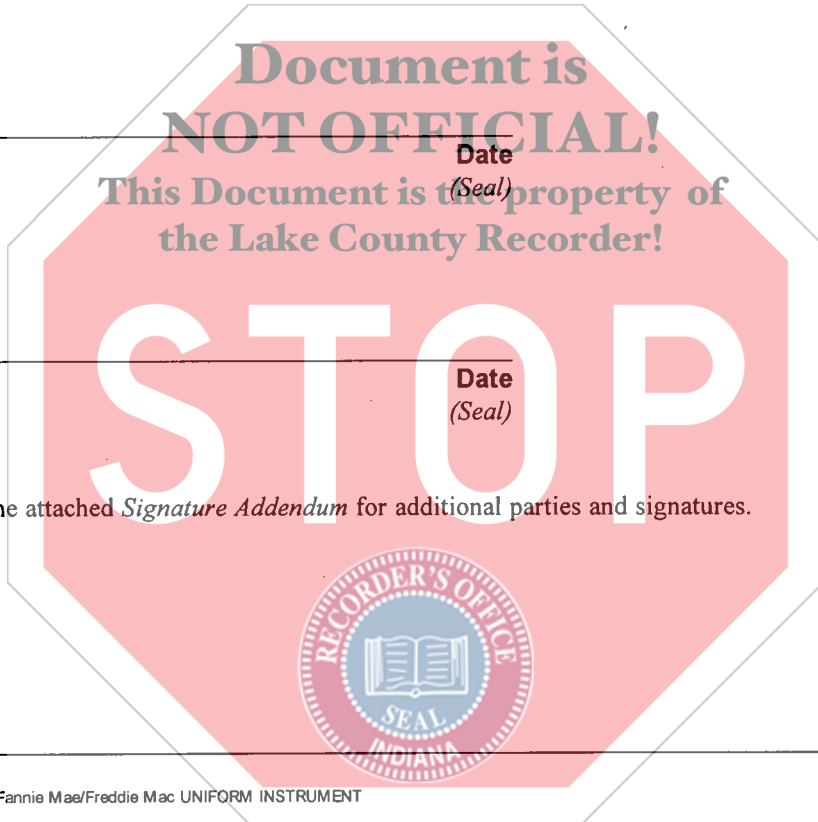 Document is
NOT OFFICIAL!
Date
This Document is the property of
(Seal)
the Lake County Recorder!
STOP
Date
(Seal)
attached Signature Addendum for additional parties and signatures.
RECORDER'S OFFICE
SEAL
INDIANA
Fannie Mae/Freddie Mac UNIFORM INSTRUMENT